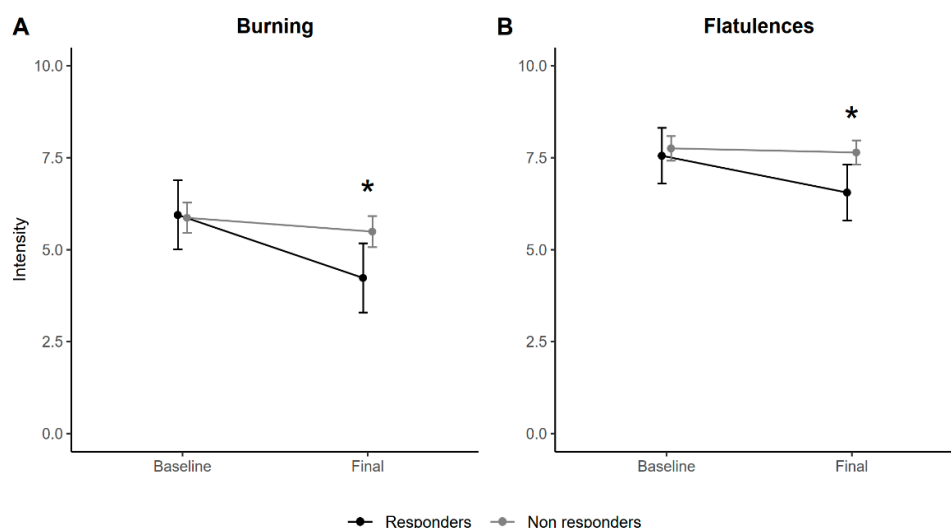 A
Burning
B
Flatulences
10.0
7.5
5.0
2.5
0.0
Intensity
*
Baseline
Final
10.0
7.5
5.0
2.5
0.0
*
Baseline
Final
Responders
Non responders